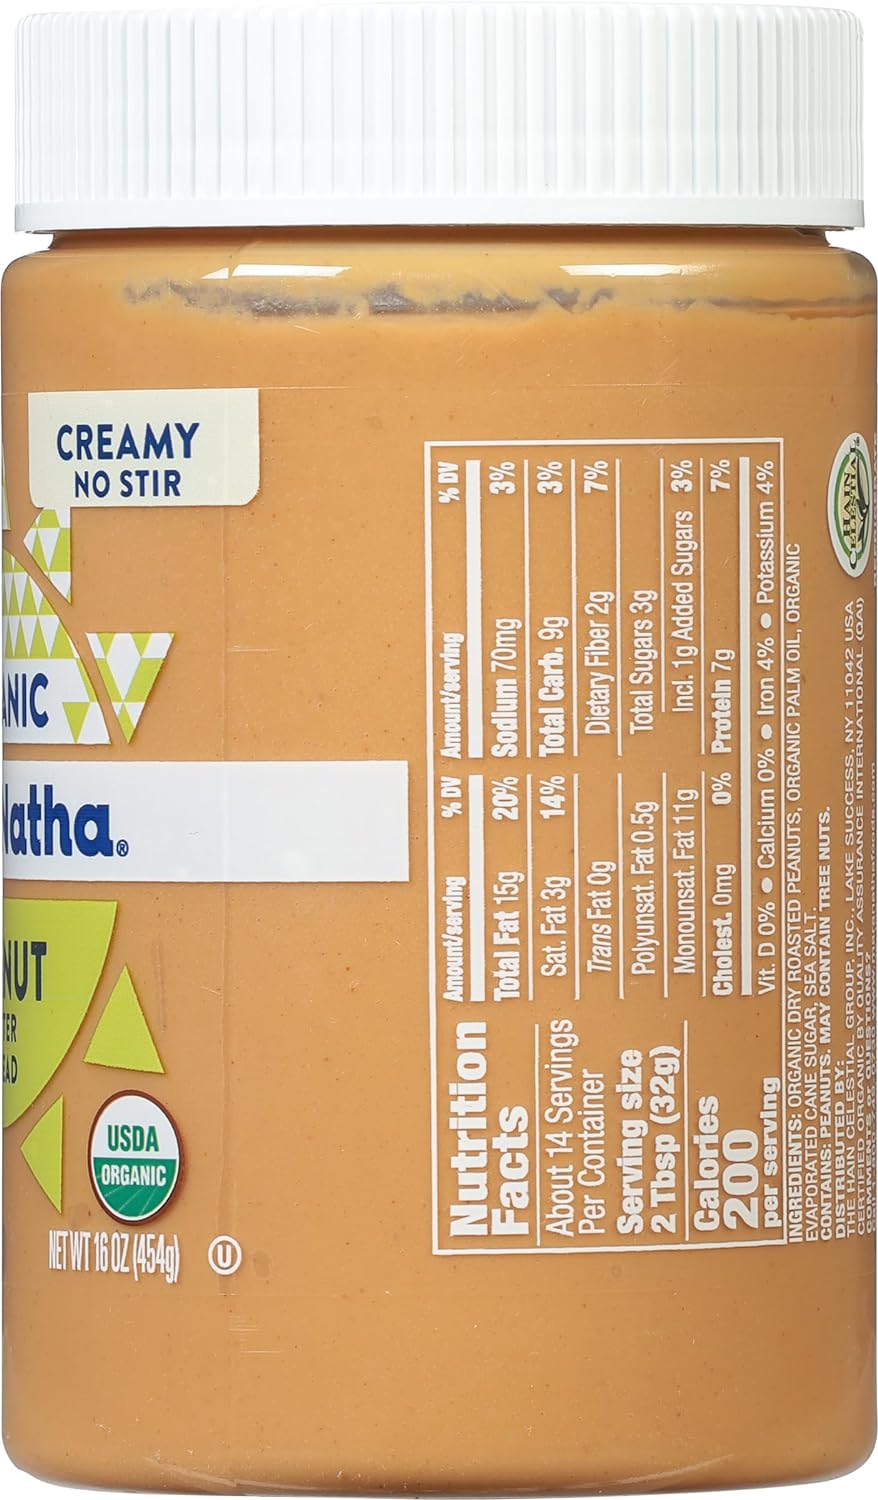 CREAMY
NO STIR
ANIC
Natha®
NUT
TER
EAD
USDA
ORGANIC
NET WT 16 OZ (454g)
U
Nutrition
Facts
About 14 Servings
Per Container
Serving size
2 Tbsp (32g)
Calories
200
per serving
Amount/serving % DV
Total Fat 15g 20%
Sat. Fat 3g 14%
Trans Fat 0g
Polyunsat. Fat 0.5g
Monounsat. Fat 11g
Cholest. 0mg 0%
Amount/serving % DV
Sodium 70mg 3%
Total Carb. 9g 3%
Dietary Fiber 2g 7%
Total Sugars 3g
Incl. 1g Added Sugars 3%
Protein 7g 7%
Vit. D 0% ● Calcium 0% ● Iron 4% ● Potassium 4%
INGREDIENTS: ORGANIC DRY ROASTED PEANUTS, ORGANIC PALM OIL, ORGANIC
EVAPORATED CANE SUGAR, SEA SALT.
CONTAINS: PEANUTS. MAY CONTAIN TREE NUTS.
DISTRIBUTED BY:
THE HAIN CELESTIAL GROUP, INC., LAKE SUCCESS, NY 11042 USA
CERTIFIED ORGANIC BY QUALITY ASSURANCE INTERNATIONAL (QAI)
COMMENTS or QUESTIONS?
HAIN
CELESTIAL